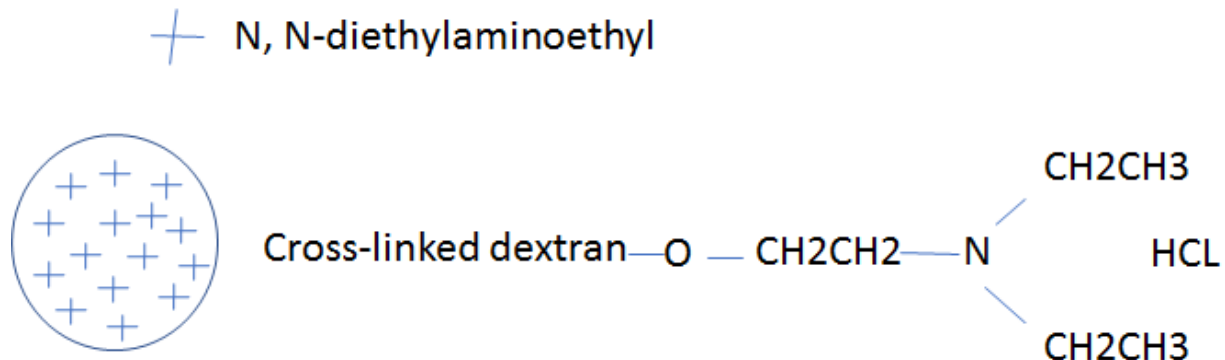 N, N-diethylaminoethyl
CH2CH3
Cross-linked dextran—O — CH2CH2—N HCL
CH2CH3